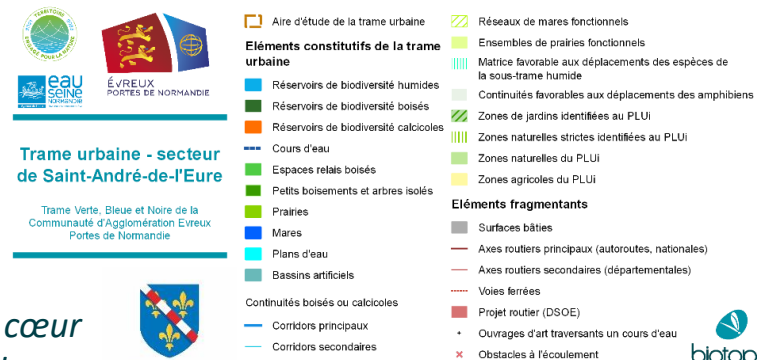 TERRITOIRE
ENGAGÉ POUR LA NATURE
eau
SEINE
NORMANDIE
ÉVREUX
PORTES DE NORMANDIE
Trame urbaine - secteur
de Saint-André-de-l'Eure
Trame Verte, Bleue et Noire de la
Communauté d'Agglomération Evreux
Portes de Normandie
cœur
Aire d'étude de la trame urbaine
Eléments constitutifs de la trame
urbaine
Réservoirs de biodiversité humides
Réservoirs de biodiversité boisés
Réservoirs de biodiversité calcicoles
Cours d'eau
Espaces relais boisés
Petits boisements et arbres isolés
Prairies
Mares
Plans d'eau
Bassins artificiels
Continuités boisés ou calcicoles
Corridors principaux
Corridors secondaires
Réseaux de mares fonctionnels
Ensembles de prairies fonctionnels
Matrice favorable aux déplacements des espèces de
la sous-trame humide
Continuités favorables aux déplacements des amphibiens
Zones de jardins identifiées au PLUi
Zones naturelles strictes identifiées au PLUi
Zones naturelles du PLUi
Zones agricoles du PLUi
Eléments fragmentants
Surfaces bâties
Axes routiers principaux (autoroutes, nationales)
Axes routiers secondaires (départementales)
Voies ferrées
Projet routier (DSOE)
Ouvrages d'art traversants un cours d'eau
Obstacles à l'écoulement
biotop